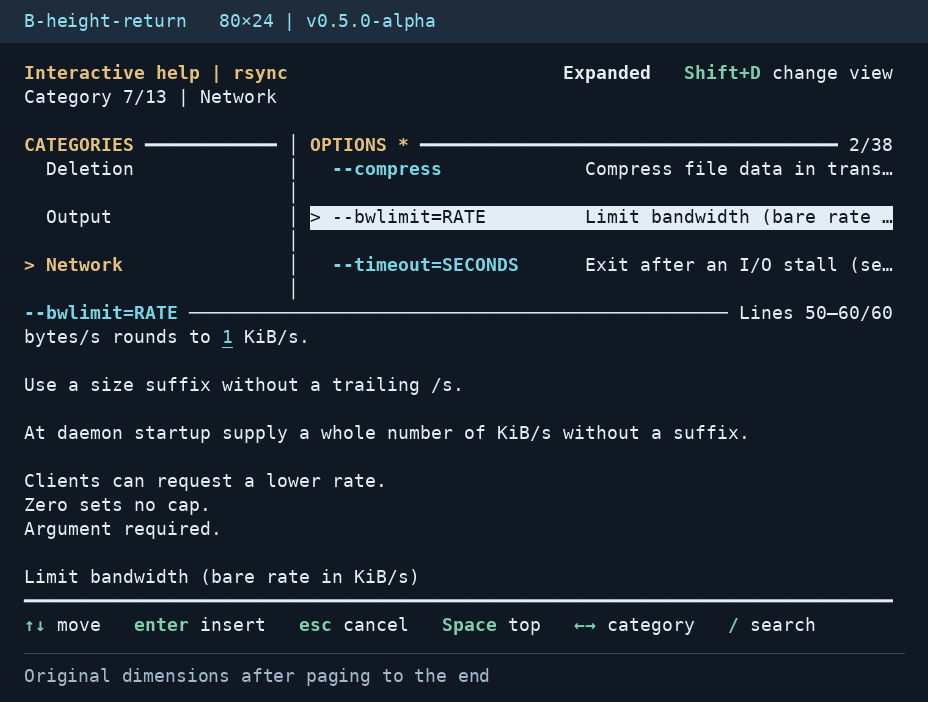 B-height-return   80×24 | v0.5.0-alpha
Interactive help | rsync                         Expanded   Shift+D change view
Category 7/13 | Network
CATEGORIES ━━━━━━━━━━━━ │ OPTIONS * ━━━━━━━━━━━━━━━━━━━━━━━━━━━━━━━━━━━━━━ 2/38
  Deletion              │   --compress             Compress file data in trans…
  Output                │ > --bwlimit=RATE         Limit bandwidth (bare rate …
> Network               │   --timeout=SECONDS      Exit after an I/O stall (se…
--bwlimit=RATE ───────────────────────────────────────────────── Lines 50–60/60
bytes/s rounds to 1 KiB/s.
Use a size suffix without a trailing /s.
At daemon startup supply a whole number of KiB/s without a suffix.
Clients can request a lower rate.
Zero sets no cap.
Argument required.
Limit bandwidth (bare rate in KiB/s)
↑↓ move   enter insert   esc cancel   Space top   ←→ category   / search
Original dimensions after paging to the end